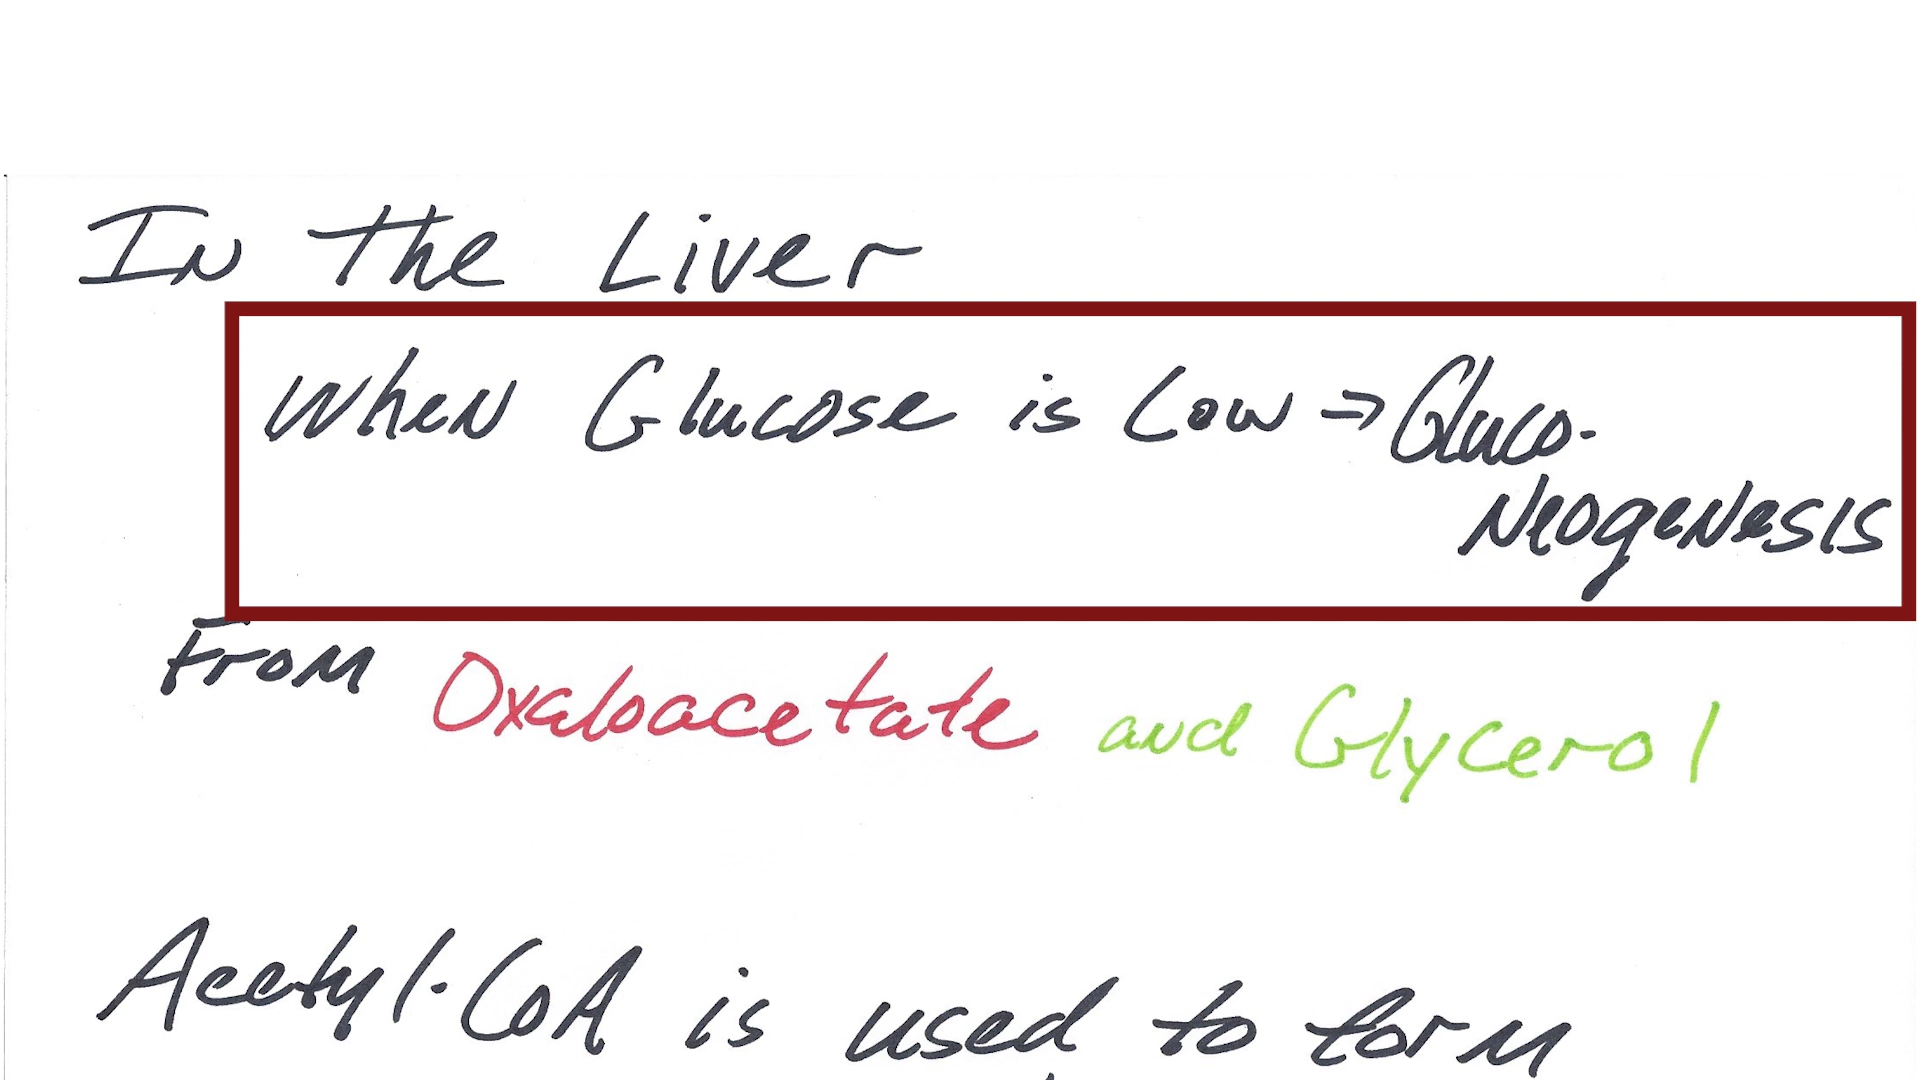 In the Liver
When Glucose is Low ⇒ Gluco-
Neogenesis
From Oxaloacetate and Glycerol
Acetyl-CoA is used to form